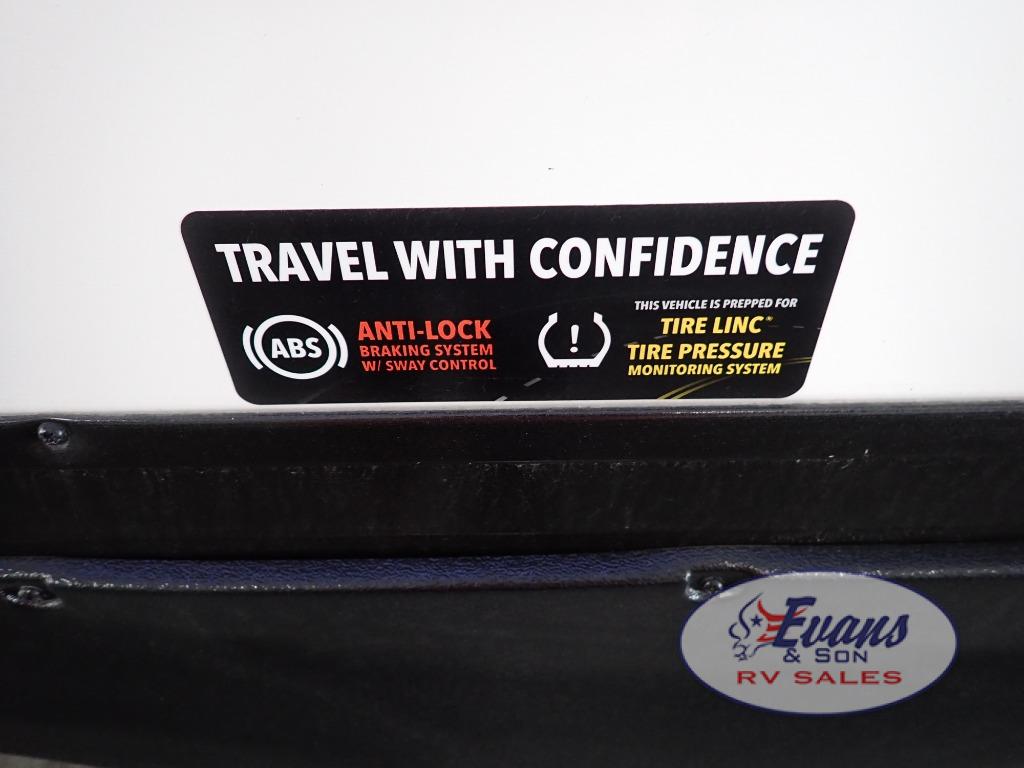 TRAVEL WITH CONFIDENCE
ABS
ANTI-LOCK
BRAKING SYSTEM
W/ SWAY CONTROL
!
THIS VEHICLE IS PREPPED FOR
TIRE LINC™
TIRE PRESSURE
MONITORING SYSTEM
Evans
& SON
RV SALES